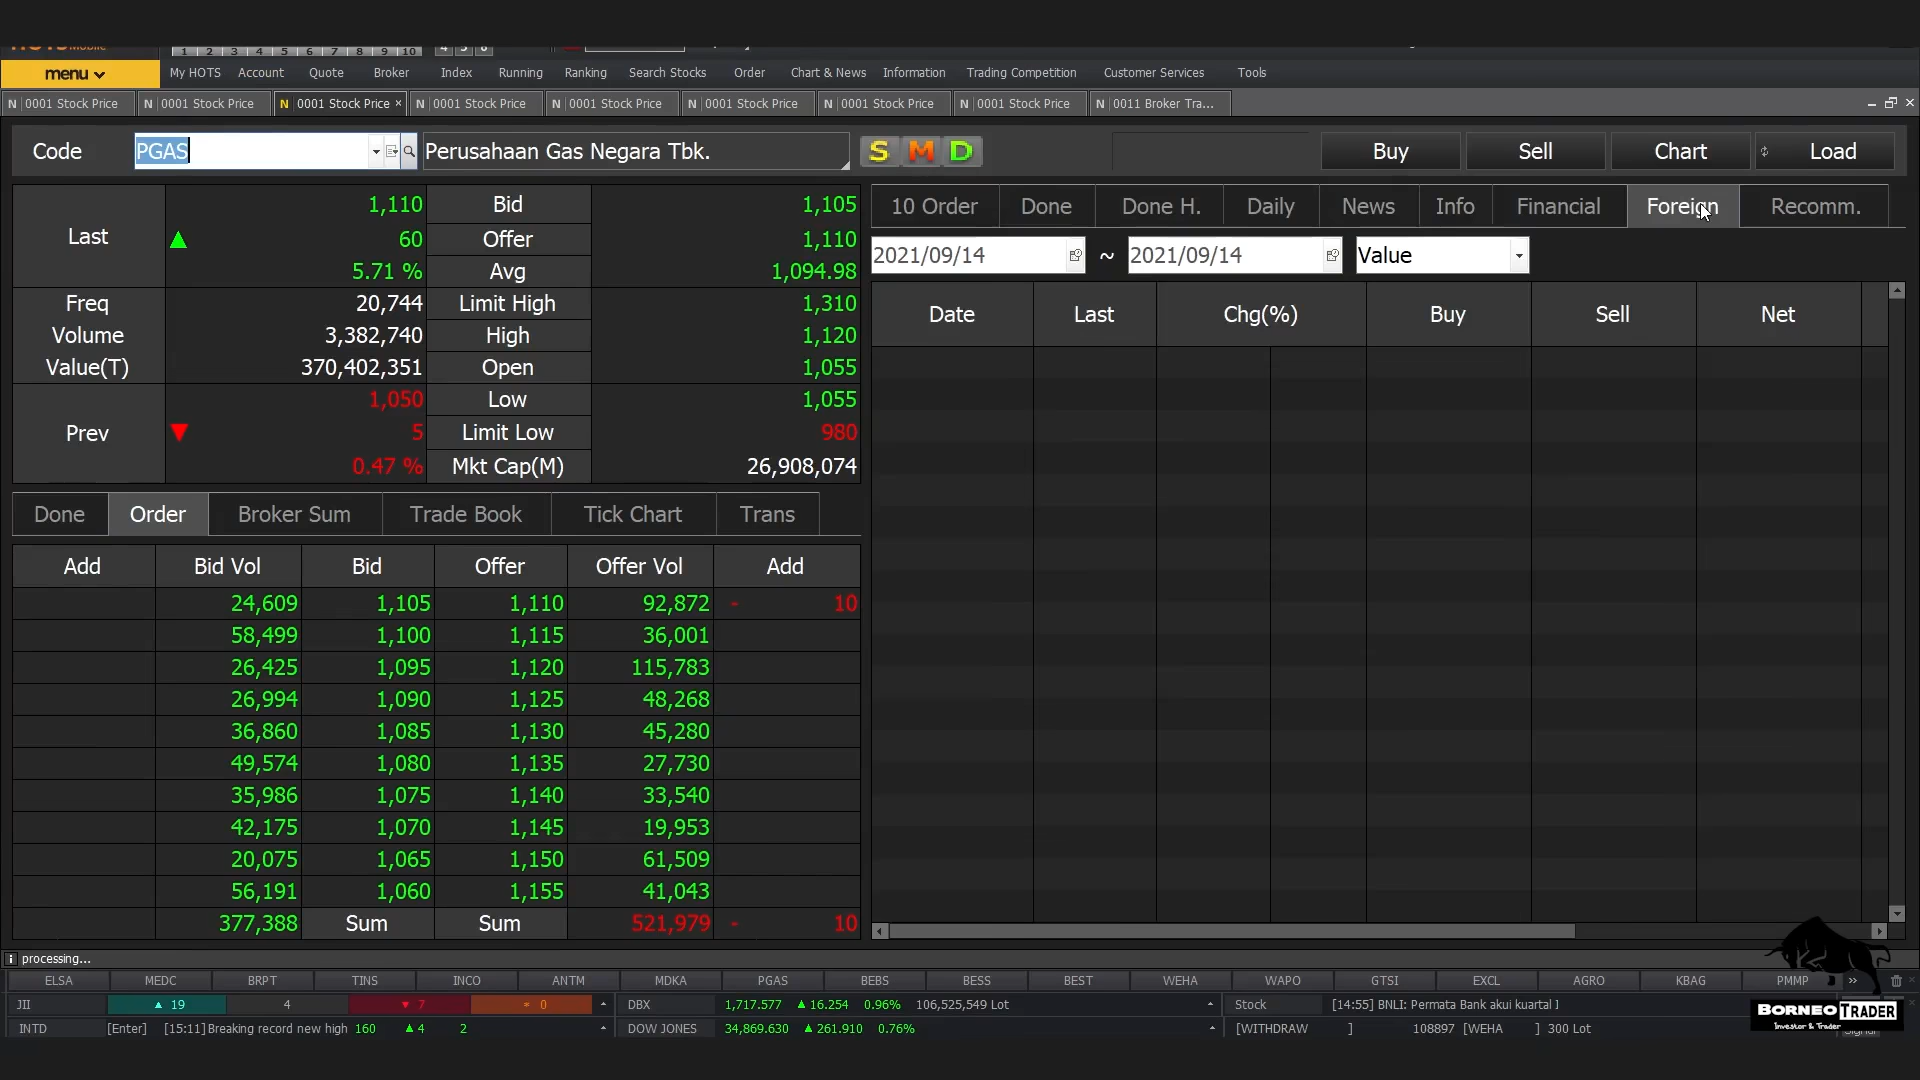 1 2 3 4 5 6 7 8 9 10
menu My HOTS Account Quote Broker Index Running Ranking Search Stocks Order Chart & News Information Trading Competition Customer Services Tools
N 0001 Stock Price N 0001 Stock Price N 0001 Stock Price × N 0001 Stock Price N 0001 Stock Price N 0001 Stock Price N 0001 Stock Price N 0001 Stock Price N 0011 Broker Tra...
Code PGAS Perusahaan Gas Negara Tbk. S M D Buy Sell Chart Load
Last ▲ 1,110 60 5.71 %
Bid 1,105
Offer 1,110
Avg 1,094.98
Freq 20,744 Limit High 1,310
Volume 3,382,740 High 1,120
Value(T) 370,402,351 Open 1,055
Prev ▼ 1,050 5 0.47 %
Low 1,055
Limit Low 980
Mkt Cap(M) 26,908,074
10 Order Done Done H. Daily News Info Financial Foreign Recomm.
2021/09/14 ~ 2021/09/14 Value
Date Last Chg(%) Buy Sell Net
Done Order Broker Sum Trade Book Tick Chart Trans
Add Bid Vol Bid Offer Offer Vol Add
24,609 1,105 1,110 92,872 - 10
58,499 1,100 1,115 36,001
26,425 1,095 1,120 115,783
26,994 1,090 1,125 48,268
36,860 1,085 1,130 45,280
49,574 1,080 1,135 27,730
35,986 1,075 1,140 33,540
42,175 1,070 1,145 19,953
20,075 1,065 1,150 61,509
56,191 1,060 1,155 41,043
377,388 Sum Sum 521,979 - 10
i processing...
ELSA MEDC BRPT TINS INCO ANTM MDKA PGAS BEBS BESS BEST WEHA WAPO GTSI EXCL AGRO KBAG PMMP »
JII ▲ 19 4 ▼ 7 * 0 DBX 1,717.577 ▲ 16.254 0.96% 106,525,549 Lot Stock [14:55] BNLI: Permata Bank akui kuartal I
INTD [Enter] [15:11]Breaking record new high 160 ▲ 4 2 DOW JONES 34,869.630 ▲ 261.910 0.76% [WITHDRAW ] 108897 [WEHA ] 300 Lot
BORNEO TRADER
Investor & Trader